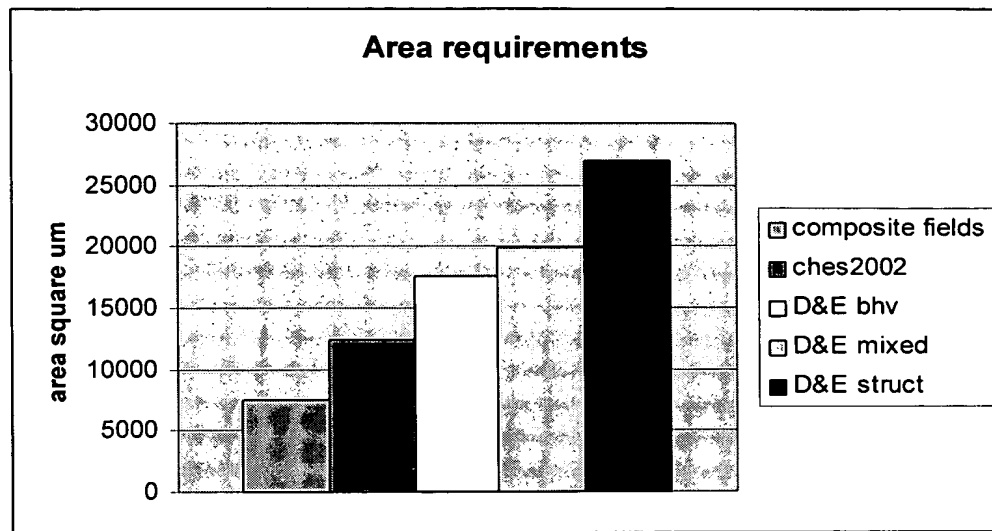 Area requirements
area square um
30000
25000
20000
15000
10000
5000
0
composite fields
ches2002
D&E bhv
D&E mixed
D&E struct